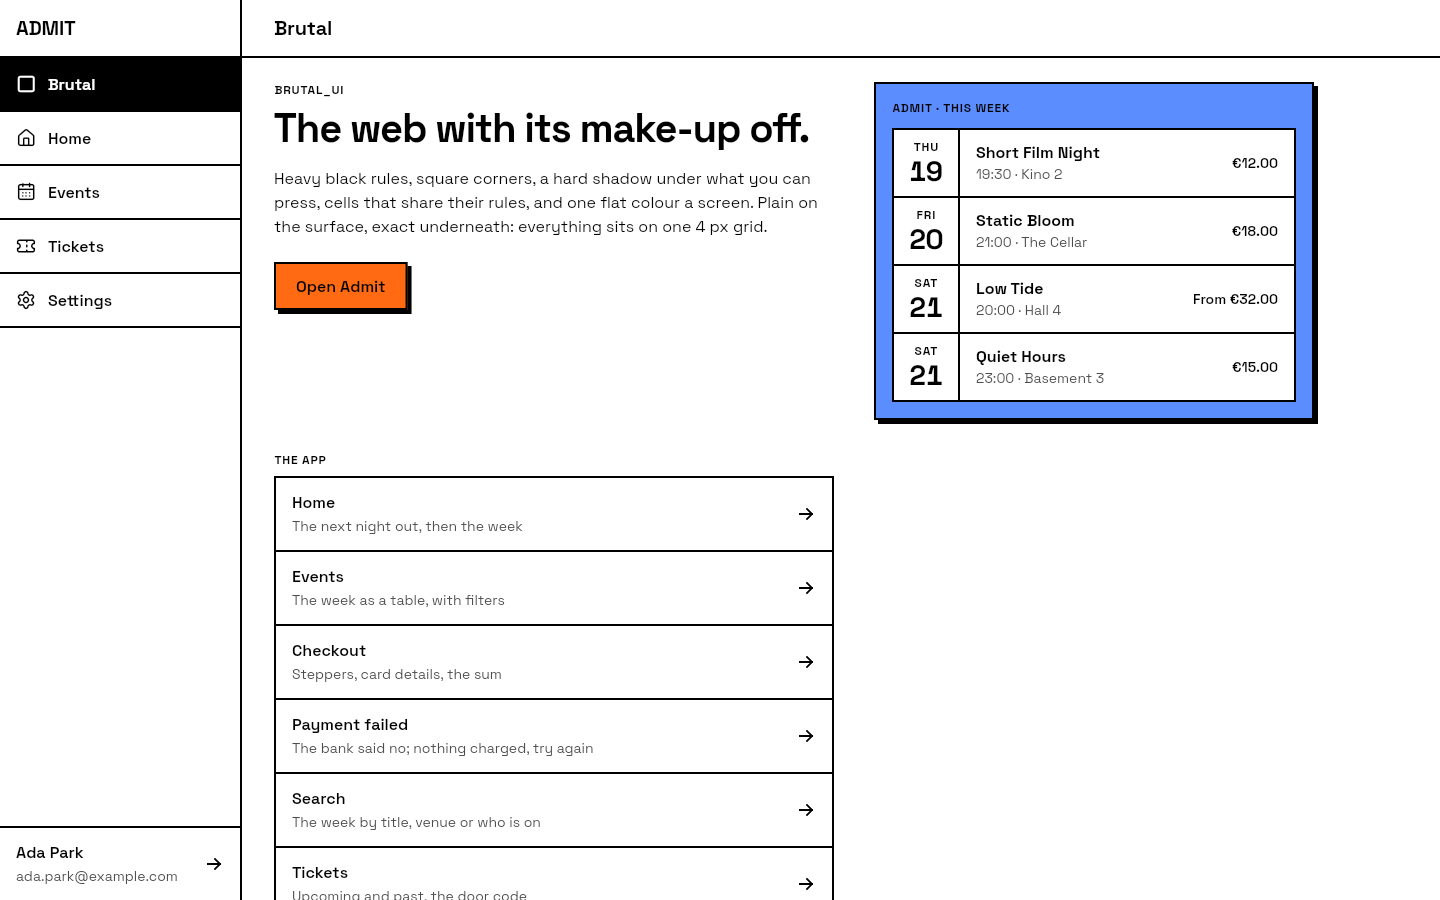 ADMIT
Brutal
Home
Events
Tickets
Settings
Ada Park
ada.park@example.com
Brutal
BRUTAL_UI
The web with its make-up off.
Heavy black rules, square corners, a hard shadow under what you can
press, cells that share their rules, and one flat colour a screen. Plain on
the surface, exact underneath: everything sits on one 4 px grid.
Open Admit
ADMIT · THIS WEEK
THU
19
Short Film Night
19:30 · Kino 2
€12.00
FRI
20
Static Bloom
21:00 · The Cellar
€18.00
SAT
21
Low Tide
20:00 · Hall 4
From €32.00
SAT
21
Quiet Hours
23:00 · Basement 3
€15.00
THE APP
Home
The next night out, then the week
Events
The week as a table, with filters
Checkout
Steppers, card details, the sum
Payment failed
The bank said no; nothing charged, try again
Search
The week by title, venue or who is on
Tickets
Upcoming and past, the door code